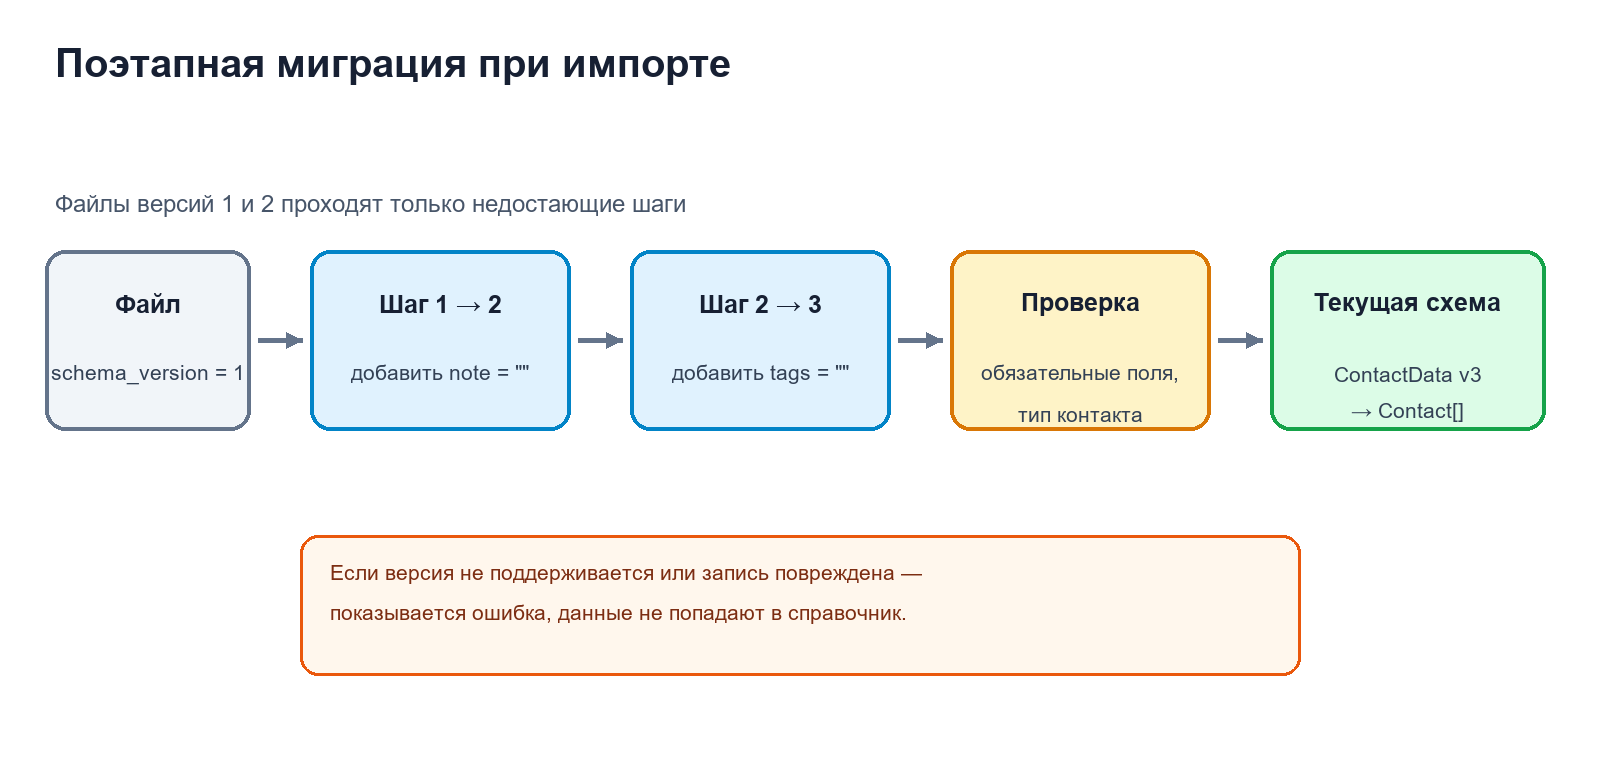 Поэтапная миграция при импорте
Файлы версий 1 и 2 проходят только недостающие шаги
Файл
schema_version = 1
Шаг 1 → 2
добавить note = ""
Шаг 2 → 3
добавить tags = ""
Проверка
обязательные поля,
тип контакта
Текущая схема
ContactData v3
→ Contact[]
Если версия не поддерживается или запись повреждена —
показывается ошибка, данные не попадают в справочник.